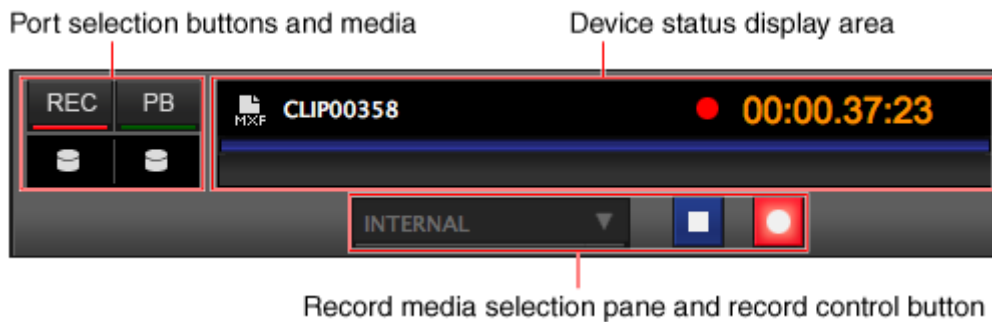 Port selection buttons and media
Device status display area
REC
PB
MXF
CLIP00358
00:00.37:23
INTERNAL
Record media selection pane and record control button